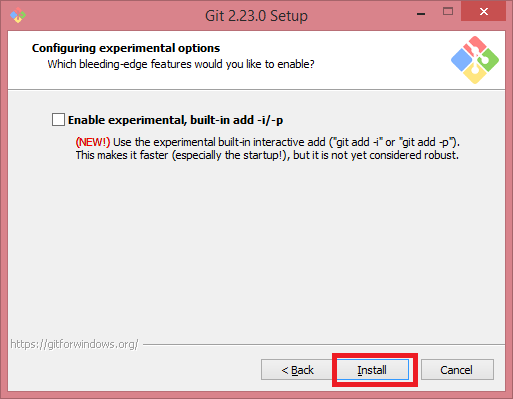 Git 2.23.0 Setup
Configuring experimental options
Which bleeding-edge features would you like to enable?
Enable experimental, built-in add -i/-p
(NEW!) Use the experimental built-in interactive add ("git add -i" or "git add -p").
This makes it faster (especially the startup!), but it is not yet considered robust.
https://gitforwindows.org/
< Back
Install
Cancel